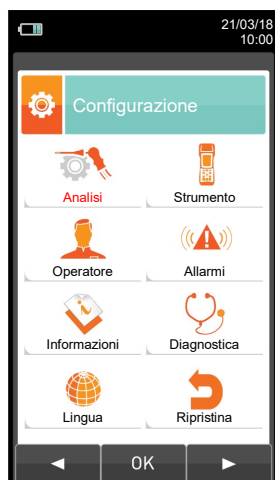 21/03/18
10:00
Configurazione
Analisi
Strumento
Operatore
Allarmi
Informazioni
Diagnostica
Lingua
Ripristina
OK